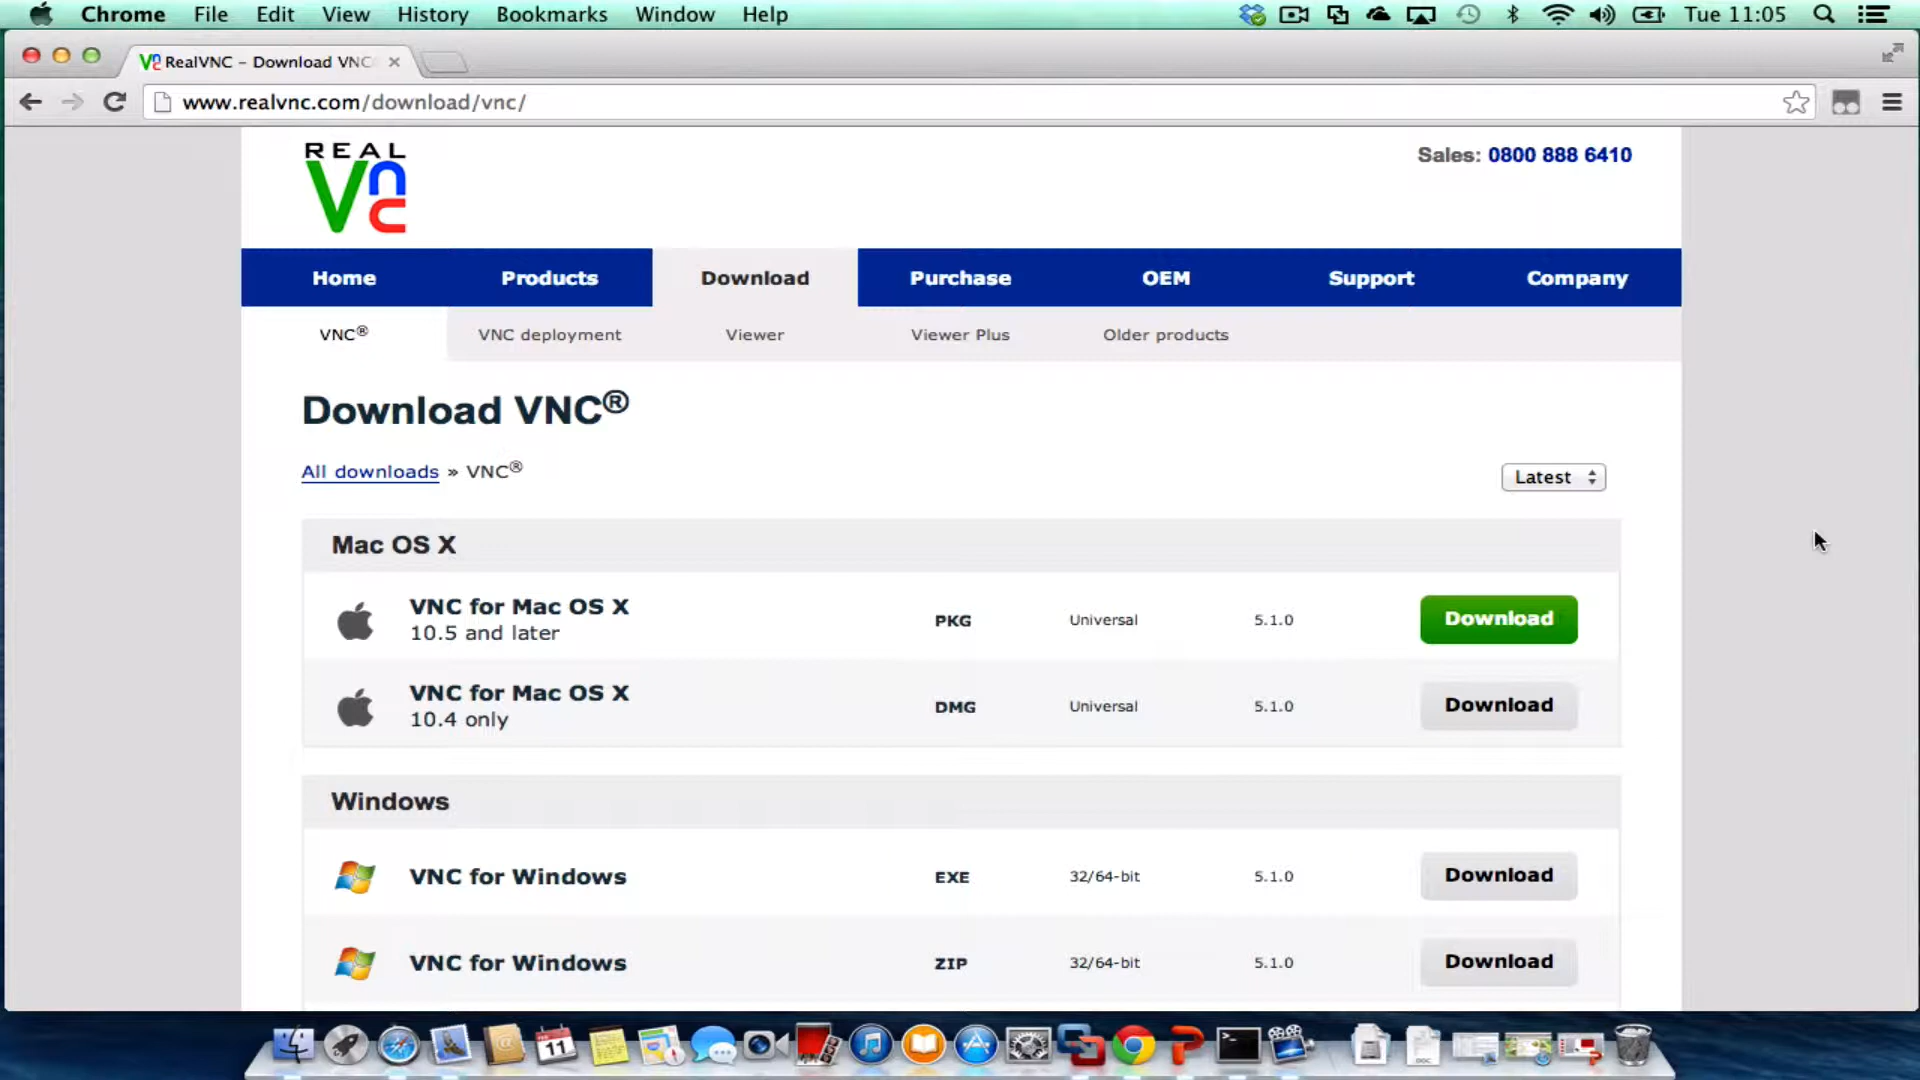 Chrome File Edit View History Bookmarks Window Help Tue 11:05
RealVNC – Download VNC
www.realvnc.com/download/vnc/
REAL
Vnc
Sales: 0800 888 6410
Home Products Download Purchase OEM Support Company
VNC® VNC deployment Viewer Viewer Plus Older products
Download VNC®
All downloads » VNC®
Latest
Mac OS X
VNC for Mac OS X
10.5 and later
PKG Universal 5.1.0 Download
VNC for Mac OS X
10.4 only
DMG Universal 5.1.0 Download
Windows
VNC for Windows EXE 32/64-bit 5.1.0 Download
VNC for Windows ZIP 32/64-bit 5.1.0 Download
11